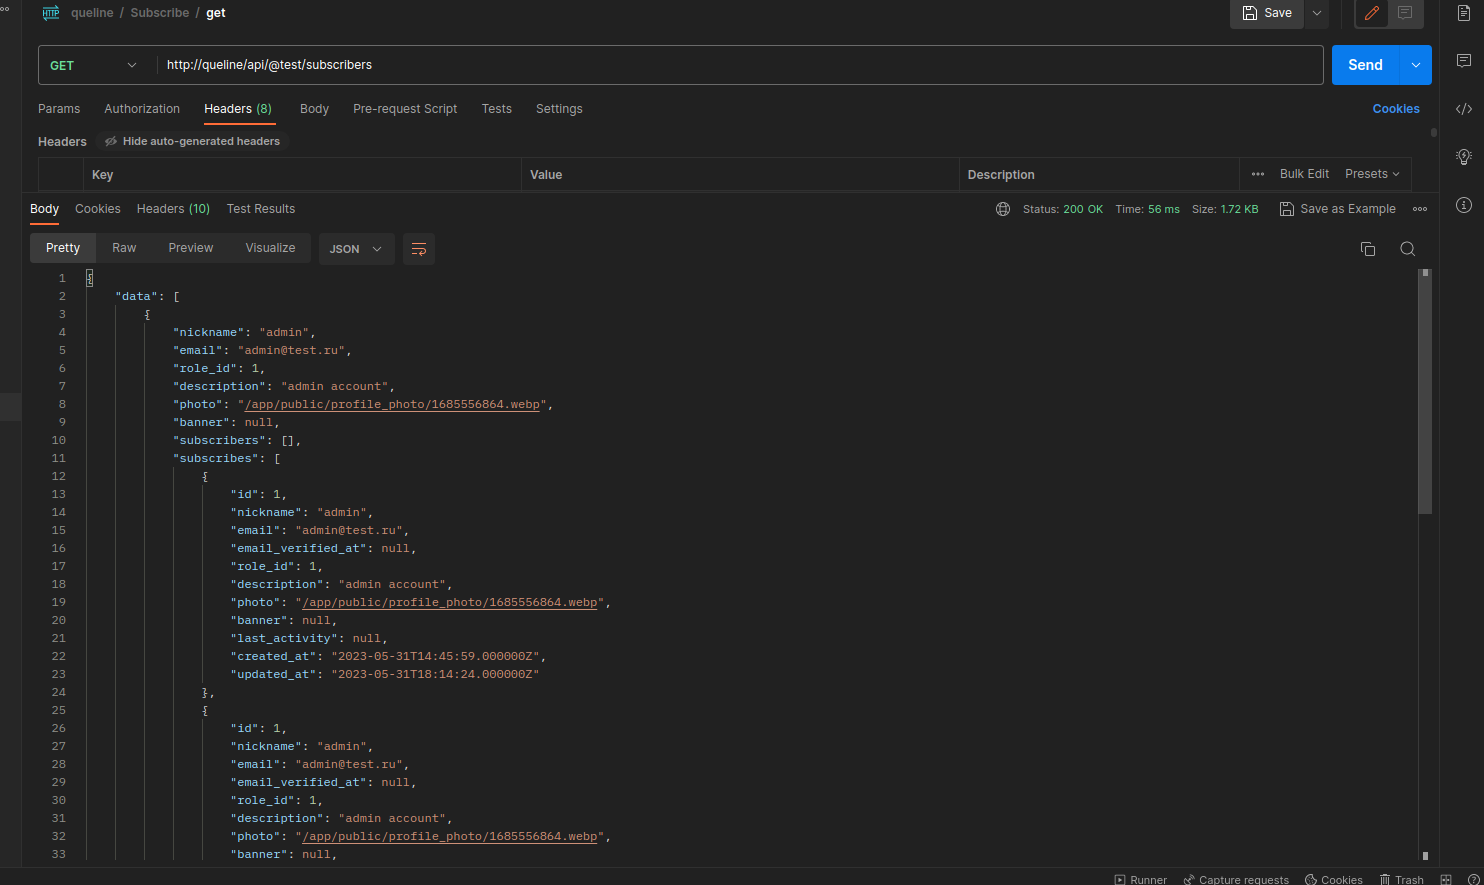 queline / Subscribe / get
Save
GET
http://queline/api/@test/subscribers
Send
Params Authorization Headers (8) Body Pre-request Script Tests Settings Cookies
Headers Hide auto-generated headers
Key Value Description Bulk Edit Presets
Body Cookies Headers (10) Test Results Status: 200 OK Time: 56 ms Size: 1.72 KB Save as Example
Pretty Raw Preview Visualize JSON
1 {
2 "data": [
3 {
4 "nickname": "admin",
5 "email": "admin@test.ru",
6 "role_id": 1,
7 "description": "admin account",
8 "photo": "/app/public/profile_photo/1685556864.webp",
9 "banner": null,
10 "subscribers": [],
11 "subscribes": [
12 {
13 "id": 1,
14 "nickname": "admin",
15 "email": "admin@test.ru",
16 "email_verified_at": null,
17 "role_id": 1,
18 "description": "admin account",
19 "photo": "/app/public/profile_photo/1685556864.webp",
20 "banner": null,
21 "last_activity": null,
22 "created_at": "2023-05-31T14:45:59.000000Z",
23 "updated_at": "2023-05-31T18:14:24.000000Z"
24 },
25 {
26 "id": 1,
27 "nickname": "admin",
28 "email": "admin@test.ru",
29 "email_verified_at": null,
30 "role_id": 1,
31 "description": "admin account",
32 "photo": "/app/public/profile_photo/1685556864.webp",
33 "banner": null,
Runner Capture requests Cookies Trash